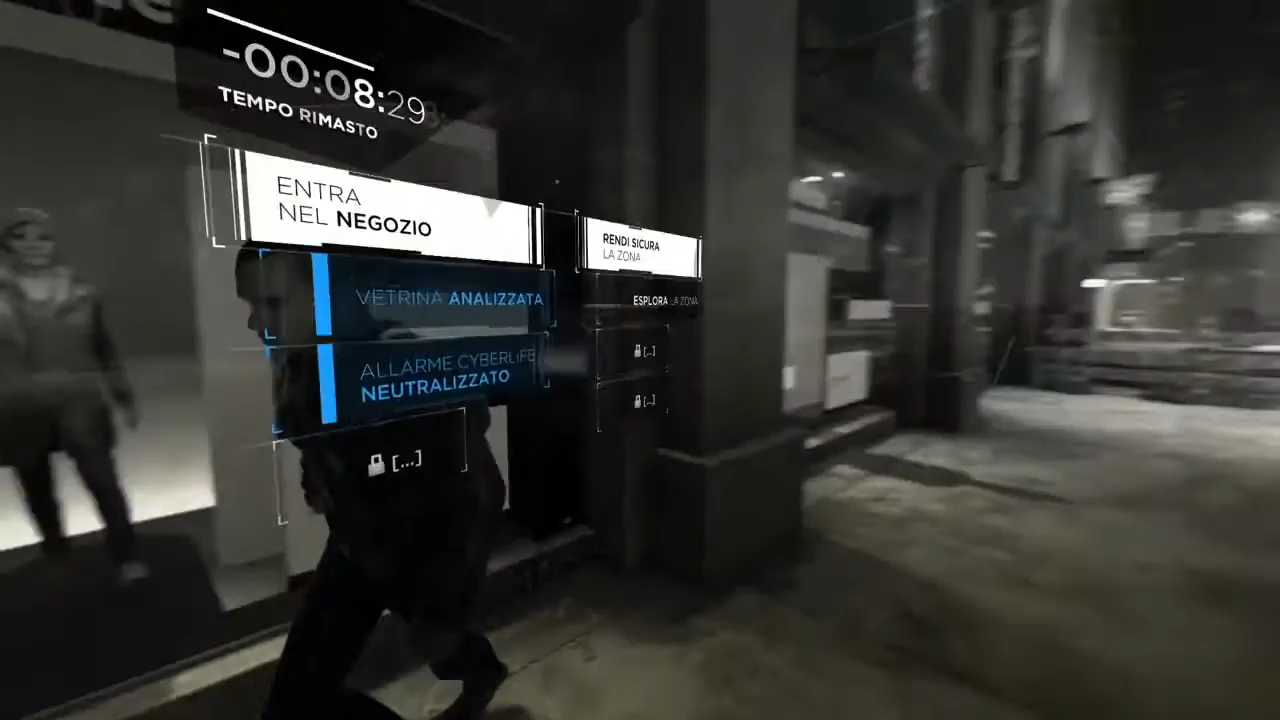 -00:08:29
TEMPO RIMASTO
ENTRA
NEL NEGOZIO
VETRINA ANALIZZATA
ALLARME CYBERLIFE
NEUTRALIZZATO
[...]
RENDI SICURA
LA ZONA
ESPLORA LA ZONA
[...]
[...]